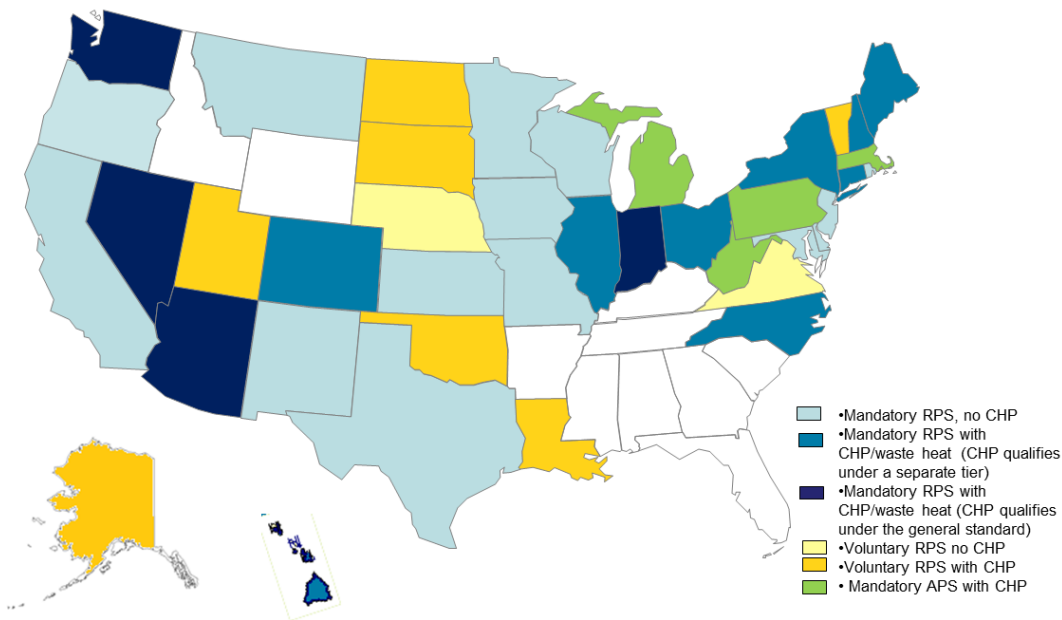 •Mandatory RPS, no CHP
•Mandatory RPS with
CHP/waste heat (CHP qualifies
under a separate tier)
•Mandatory RPS with
CHP/waste heat (CHP qualifies
under the general standard)
•Voluntary RPS no CHP
•Voluntary RPS with CHP
• Mandatory APS with CHP